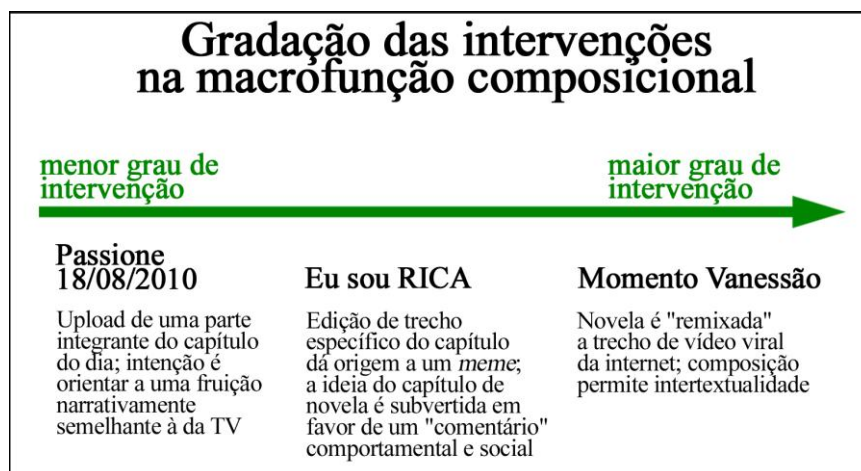 Gradação das intervenções
na macrofunção composicional
menor grau de
intervenção
maior grau de
intervenção
Passione
18/08/2010
Upload de uma parte
integrante do capítulo
do dia; intenção é
orientar a uma fruição
narrativamente
semelhante à da TV
Eu sou RICA
Edição de trecho
específico do capítulo
dá origem a um meme;
a ideia do capítulo de
novela é subvertida em
favor de um "comentário"
comportamental e social
Momento Vanessão
Novela é "remixada"
a trecho de vídeo viral
da internet; composição
permite intertextualidade